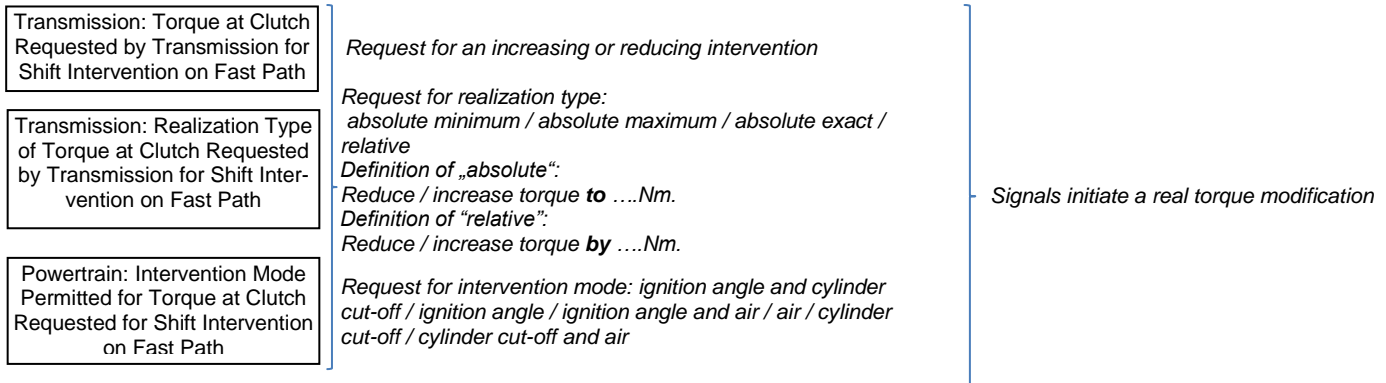 Transmission: Torque at Clutch
Requested by Transmission for
Shift Intervention on Fast Path
Request for an increasing or reducing intervention
Transmission: Realization Type
of Torque at Clutch Requested
by Transmission for Shift Inter-
vention on Fast Path
Request for realization type:
absolute minimum / absolute maximum / absolute exact /
relative
Definition of „absolute“:
Reduce / increase torque to ….Nm.
Definition of “relative”:
Reduce / increase torque by ….Nm.
Powertrain: Intervention Mode
Permitted for Torque at Clutch
Requested for Shift Intervention
on Fast Path
Request for intervention mode: ignition angle and cylinder
cut-off / ignition angle / ignition angle and air / air / cylinder
cut-off / cylinder cut-off and air
Signals initiate a real torque modification